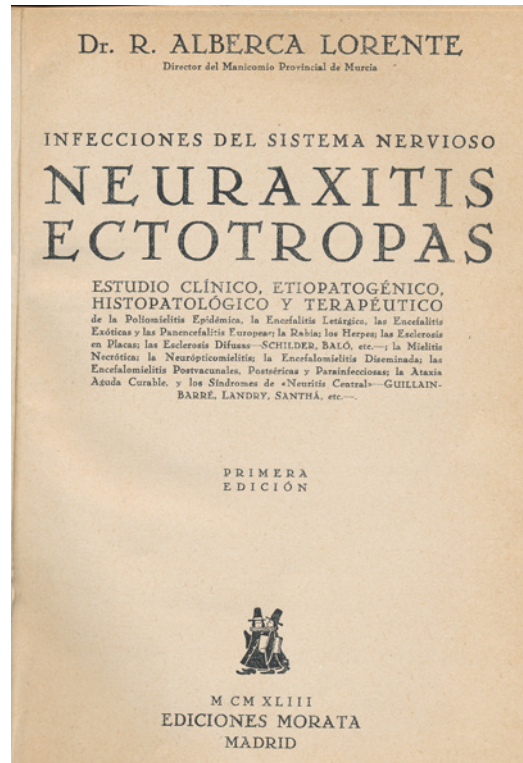 Dr. R. ALBERCA LORENTE
Director del Manicomio Provincial de Murcia
INFECCIONES DEL SISTEMA NERVIOSO
NEURAXITIS
ECTOTROPAS
ESTUDIO CLÍNICO, ETIOPATOGÉNICO,
HISTOPATOLÓGICO Y TERAPÉUTICO
de la Poliomielitis Epidémica, la Encefalitis Letárgica, las Encefalitis
Exóticas y las Panencefalitis Europeas; la Rabia; los Herpes; las Esclerosis
en Placas; las Esclerosis Difusas—SCHILDER, BALÓ, etc.—; la Mielitis
Necrótica; la Neurópticomielitis; la Encefalomielitis Diseminada; las
Encefalomielitis Postvacunales, Postséricas y Parainfecciosas; la Ataxia
Aguda Curable, y los Síndromes de «Neuritis Central»—GUILLAIN-
BARRÉ, LANDRY, SANTHÁ, etc.—.
PRIMERA
EDICIÓN
M CM XLIII
EDICIONES MORATA
MADRID